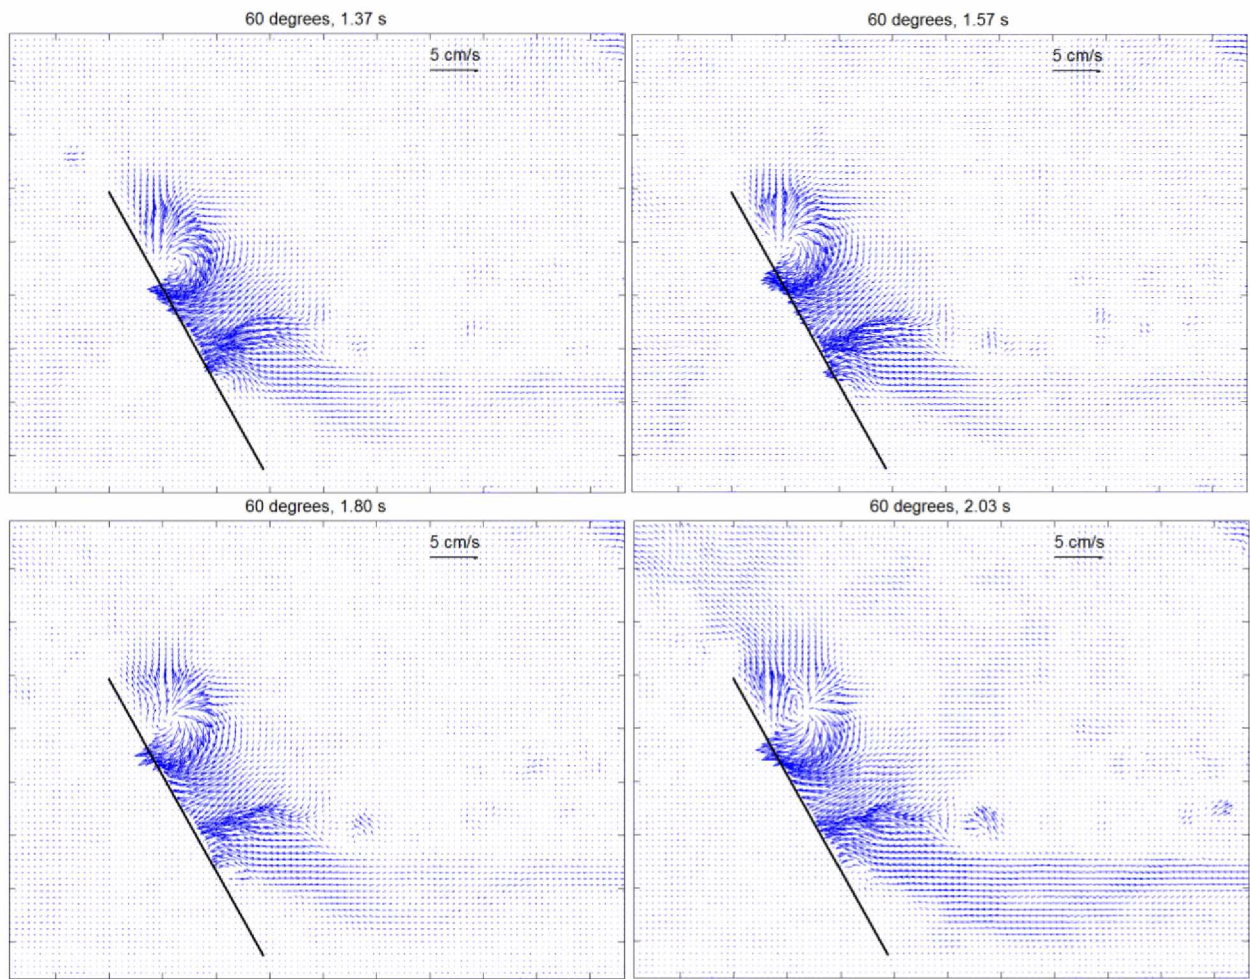 60 degrees, 1.37 s
5 cm/s
60 degrees, 1.57 s
5 cm/s
60 degrees, 1.80 s
5 cm/s
60 degrees, 2.03 s
5 cm/s